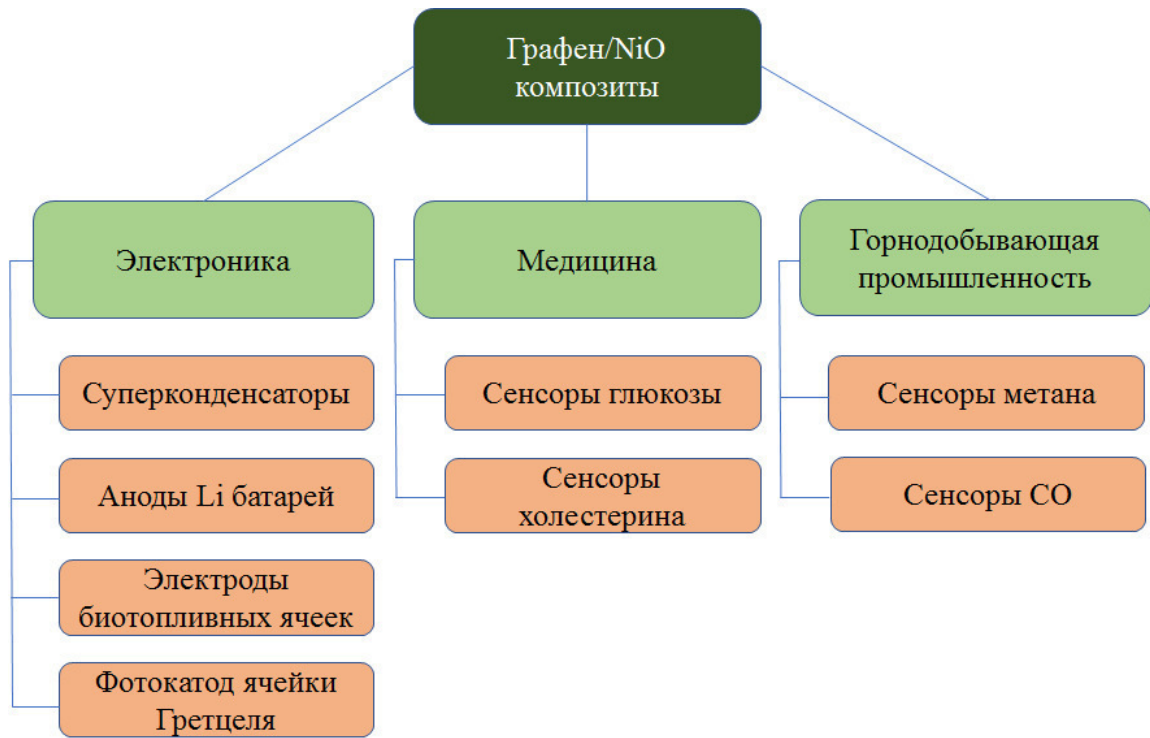 Графен/NiO
композиты
Электроника
Медицина
Горнодобывающая
промышленность
Суперконденсаторы
Аноды Li батарей
Электроды
биотопливных ячеек
Фотокатод ячейки
Гретцеля
Сенсоры глюкозы
Сенсоры
холестерина
Сенсоры метана
Сенсоры СО